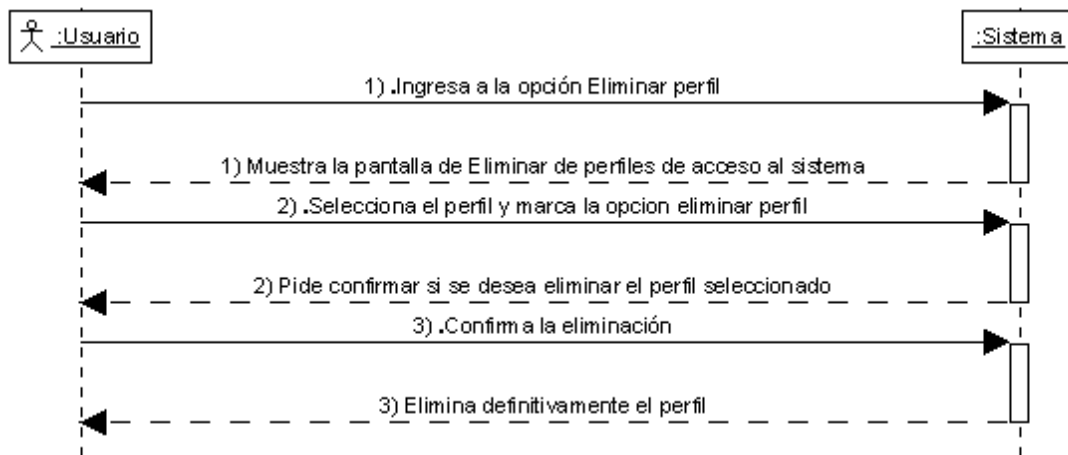 :Usuario
:Sistema
1) .Ingresa a la opción Eliminar perfil
1) Muestra la pantalla de Eliminar de perfiles de acceso al sistema
2) .Selecciona el perfil y marca la opcion eliminar perfil
2) Pide confirmar si se desea eliminar el perfil seleccionado
3) .Confirma la eliminación
3) Elimina definitivamente el perfil